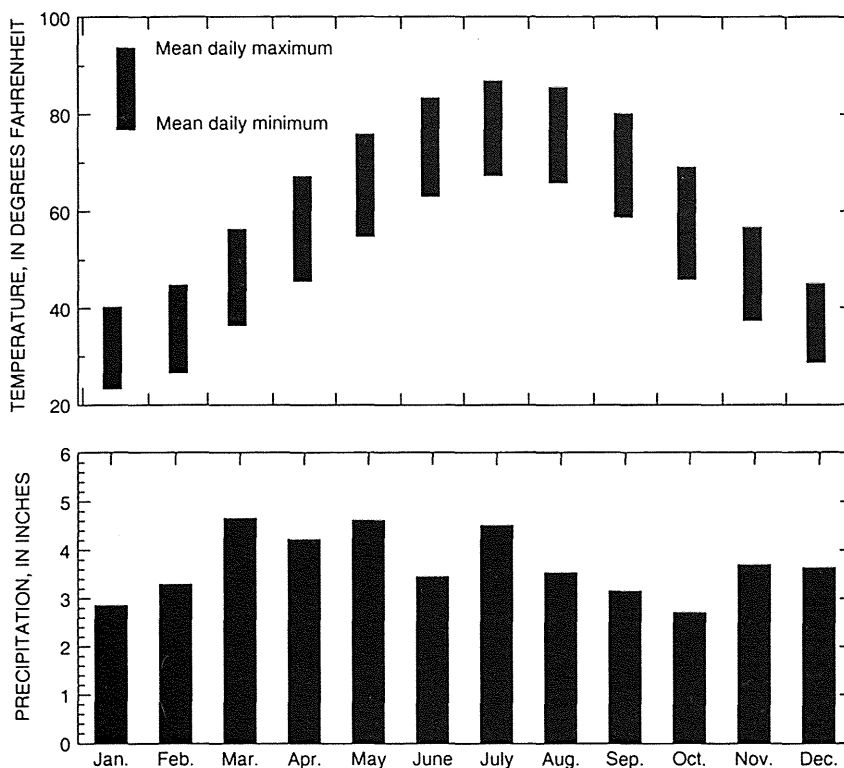 TEMPERATURE, IN DEGREES FAHRENHEIT
100
80
60
40
20
Mean daily maximum
Mean daily minimum
PRECIPITATION, IN INCHES
6
5
4
3
2
1
0
Jan. Feb. Mar. Apr. May June July Aug. Sep. Oct. Nov. Dec.